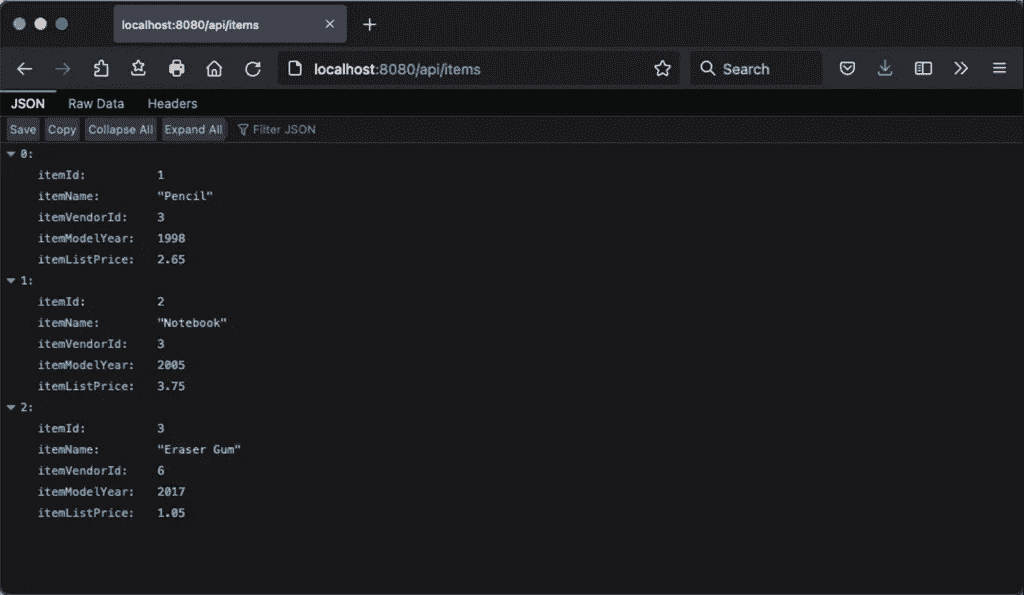 localhost:8080/api/items
localhost:8080/api/items Search
JSON Raw Data Headers
Save Copy Collapse All Expand All Filter JSON
0:
itemId: 1
itemName: "Pencil"
itemVendorId: 3
itemModelYear: 1998
itemListPrice: 2.65
1:
itemId: 2
itemName: "Notebook"
itemVendorId: 3
itemModelYear: 2005
itemListPrice: 3.75
2:
itemId: 3
itemName: "Eraser Gum"
itemVendorId: 6
itemModelYear: 2017
itemListPrice: 1.05